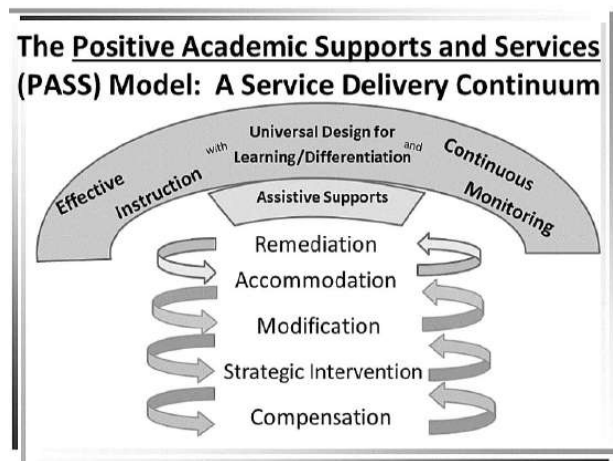 The Positive Academic Supports and Services
(PASS) Model: A Service Delivery Continuum
Effective Instruction
with
Universal Design for
Learning/Differentiation
and
Continuous Monitoring
Assistive Supports
Remediation
Accommodation
Modification
Strategic Intervention
Compensation